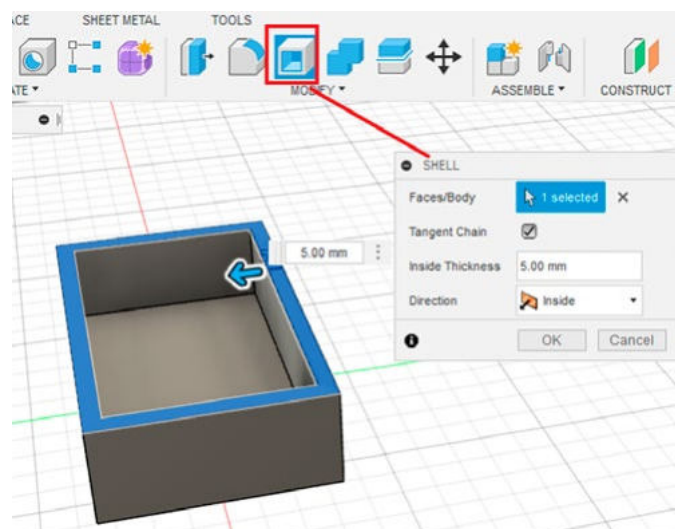 CE SHEET METAL TOOLS
ATE ▾ MODIFY ▾ ASSEMBLE ▾ CONSTRUCT
SHELL
Faces/Body 1 selected X
Tangent Chain
5.00 mm
Inside Thickness 5.00 mm
Direction Inside
OK Cancel